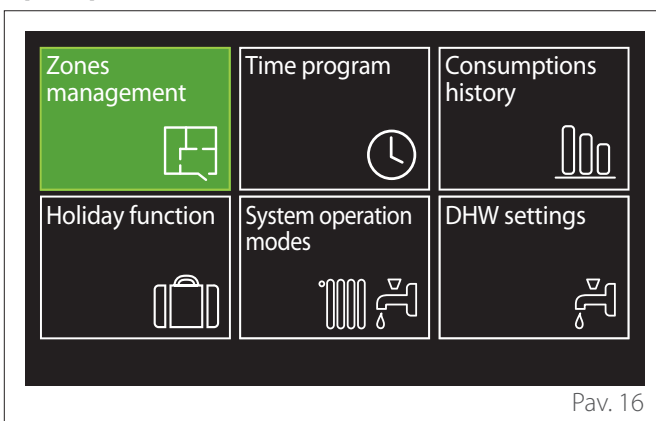 Zones
management
Time program
Consumptions
history
Holiday function
System operation
modes
DHW settings
Pav. 16